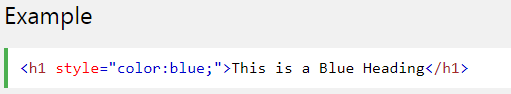 Example
<h1 style="color:blue;">This is a Blue Heading</h1>